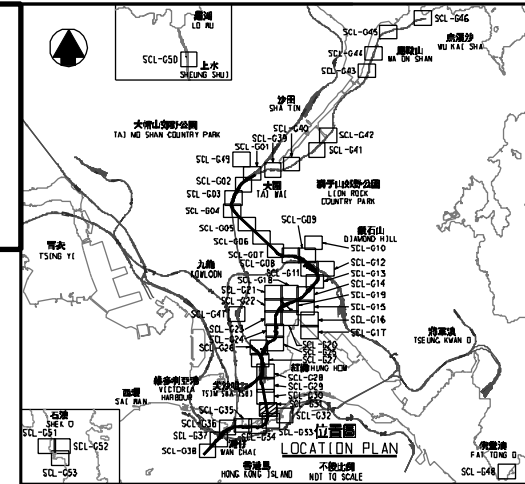 羅湖
LO WU
SCL-G50
上水
SHEUNG SHUI
SCL-G46
SCL-G45
烏溪沙
WU KAI SHA
SCL-G44
馬鞍山
MA ON SHAN
SCL-G43
沙田
SHA TIN
SCL-G40
SCL-G39
SCL-G42
SCL-G41
大帽山郊野公園
TAI MO SHAN COUNTRY PARK
SCL-G01
SCL-G49
大圍
TAI WAI
SCL-G02
SCL-G03
SCL-G04
獅子山郊野公園
LION ROCK
COUNTRY PARK
SCL-G05
SCL-G06
SCL-G07
SCL-G08
SCL-G09
鑽石山
DIAMOND HILL
SCL-G10
SCL-G11
SCL-G12
SCL-G13
SCL-G14
SCL-G19
SCL-G15
SCL-G16
SCL-G17
青衣
TSING YI
九龍
KOWLOON
SCL-G18
SCL-G21
SCL-G22
SCL-G47
SCL-G23
SCL-G24
SCL-G20
SCL-G26
SCL-G27
將軍澳
TSEUNG KWAN O
紅磡
HUNG HOM
SCL-G28
SCL-G29
SCL-G30
SCL-G31
SCL-G32
SCL-G33
SCL-G34
尖沙咀
維多利亞港
VICTORIA
HARBOUR
西環
SAI WAN
SCL-G35
SCL-G36
SCL-G37
SCL-G38
灣仔
WAN CHAI
香港島
HONG KONG ISLAND
石澳
SHEK O
SCL-G51
SCL-G52
SCL-G53
位置圖
LOCATION PLAN
不按比例
NOT TO SCALE
佛堂澳
FAT TONG O
SCL-G48